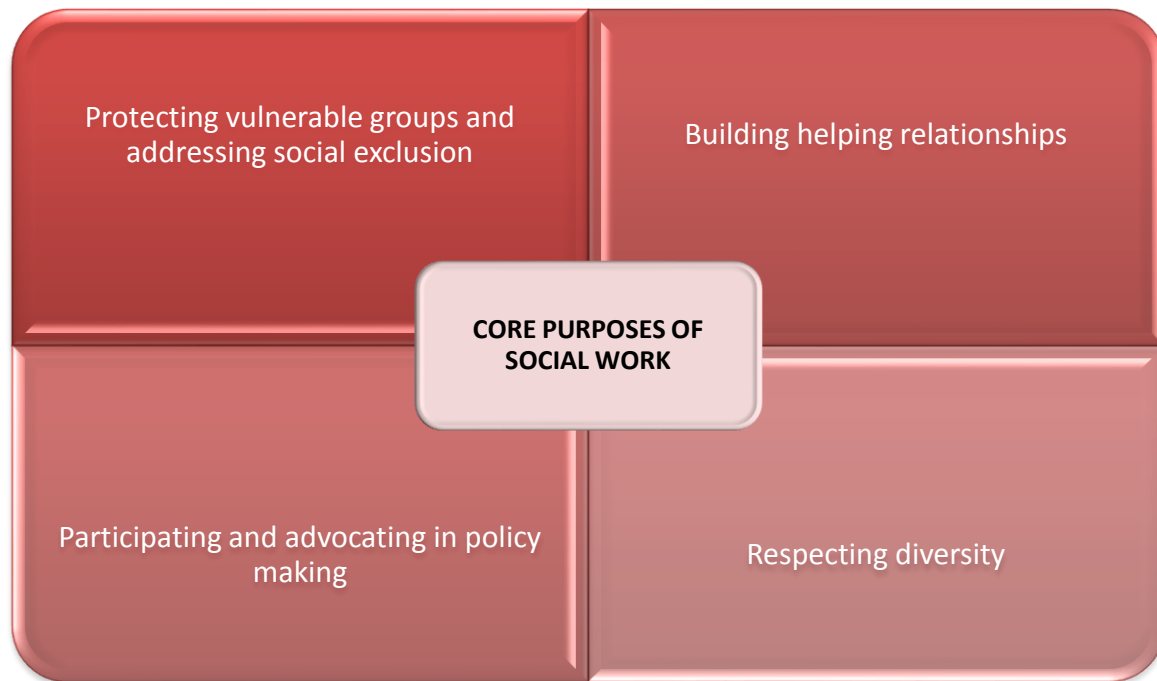 Protecting vulnerable groups and
addressing social exclusion
Building helping relationships
CORE PURPOSES OF
SOCIAL WORK
Participating and advocating in policy
making
Respecting diversity